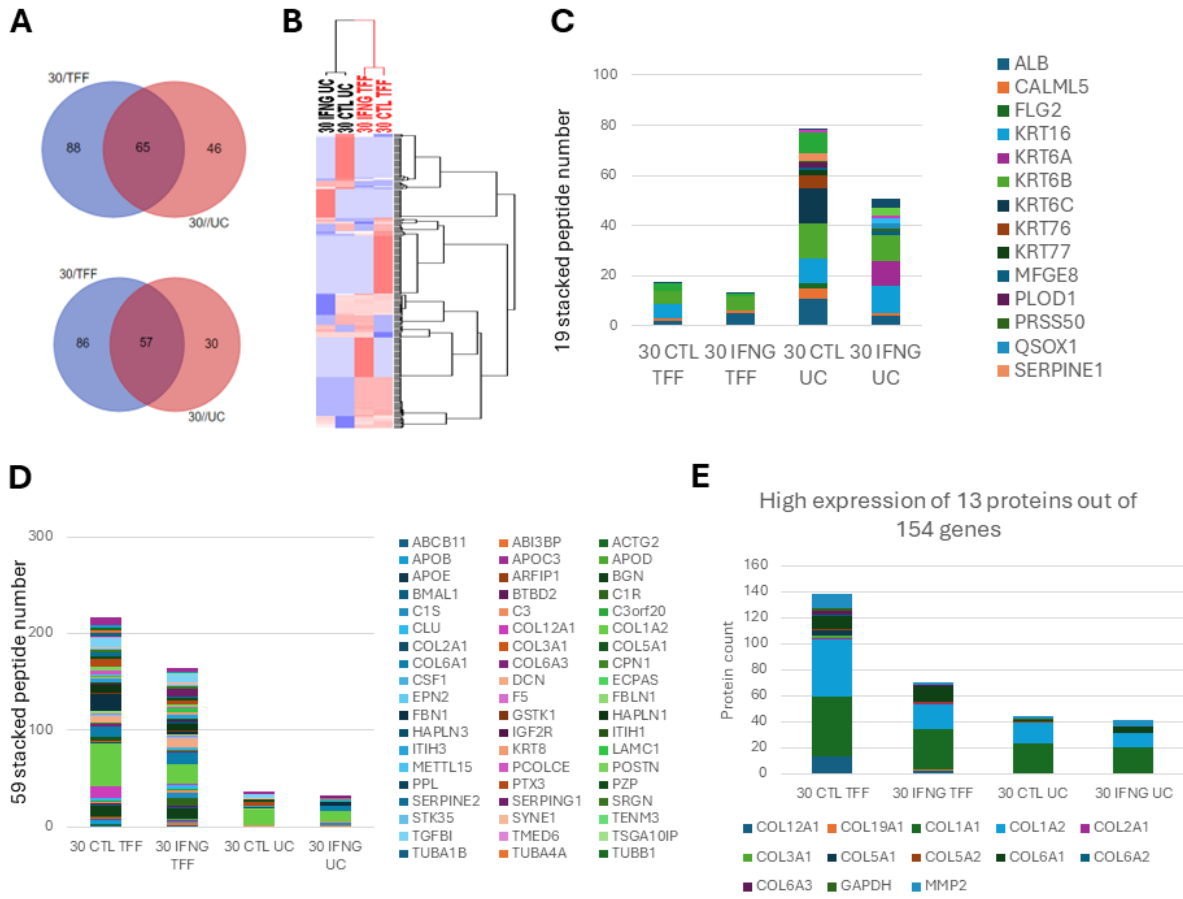 A
30/TFF
88
65
46
30//UC
30/TFF
86
57
30
30//UC
B
30 IFNG UC
30 CTL UC
30 IFNG TFF
30 CTL TFF
C
19 stacked peptide number
100
80
60
40
20
0
30 CTL TFF
30 IFNG TFF
30 CTL UC
30 IFNG UC
ALB
CALML5
FLG2
KRT16
KRT6A
KRT6B
KRT6C
KRT76
KRT77
MFGE8
PLOD1
PRSS50
QSOX1
SERPINE1
D
59 stacked peptide number
300
200
100
0
30 CTL TFF
30 IFNG TFF
30 CTL UC
30 IFNG UC
ABCB11 ABI3BP ACTG2
APOB APOC3 APOD
APOE ARFIP1 BGN
BMAL1 BTBD2 C1R
C1S C3 C3orf20
CLU COL12A1 COL1A2
COL2A1 COL3A1 COL5A1
COL6A1 COL6A3 CPN1
CSF1 DCN ECPAS
EPN2 F5 FBLN1
FBN1 GSTK1 HAPLN1
HAPLN3 IGF2R ITIH1
ITIH3 KRT8 LAMC1
METTL15 PCOLCE POSTN
PPL PTX3 PZP
SERPINE2 SERPING1 SRGN
STK35 SYNE1 TENM3
TGFBI TMED6 TSGA10IP
TUBA1B TUBA4A TUBB1
E
High expression of 13 proteins out of
154 genes
Protein count
160
140
120
100
80
60
40
20
0
30 CTL TFF
30 IFNG TFF
30 CTL UC
30 IFNG UC
COL12A1 COL19A1 COL1A1 COL1A2 COL2A1
COL3A1 COL5A1 COL5A2 COL6A1 COL6A2
COL6A3 GAPDH MMP2